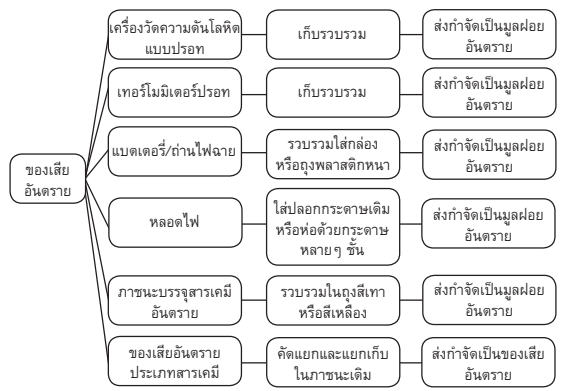 ของเสีย
อันตราย
เครื่องวัดความดันโลหิต
แบบปรอท
เก็บรวบรวม
ส่งกำจัดเป็นมูลฝอย
อันตราย
เทอร์โมมิเตอร์ปรอท
เก็บรวบรวม
ส่งกำจัดเป็นมูลฝอย
อันตราย
แบตเตอรี่/ถ่านไฟฉาย
รวบรวมใส่กล่อง
หรือถุงพลาสติกหนา
ส่งกำจัดเป็นมูลฝอย
อันตราย
หลอดไฟ
ใส่ปลอกกระดาษเดิม
หรือห่อด้วยกระดาษ
หลายๆ ชั้น
ส่งกำจัดเป็นมูลฝอย
อันตราย
ภาชนะบรรจุสารเคมี
อันตราย
รวบรวมในถุงสีเทา
หรือสีเหลือง
ส่งกำจัดเป็นมูลฝอย
อันตราย
ของเสียอันตราย
ประเภทสารเคมี
คัดแยกและแยกเก็บ
ในภาชนะเดิม
ส่งกำจัดเป็นของเสีย
อันตราย